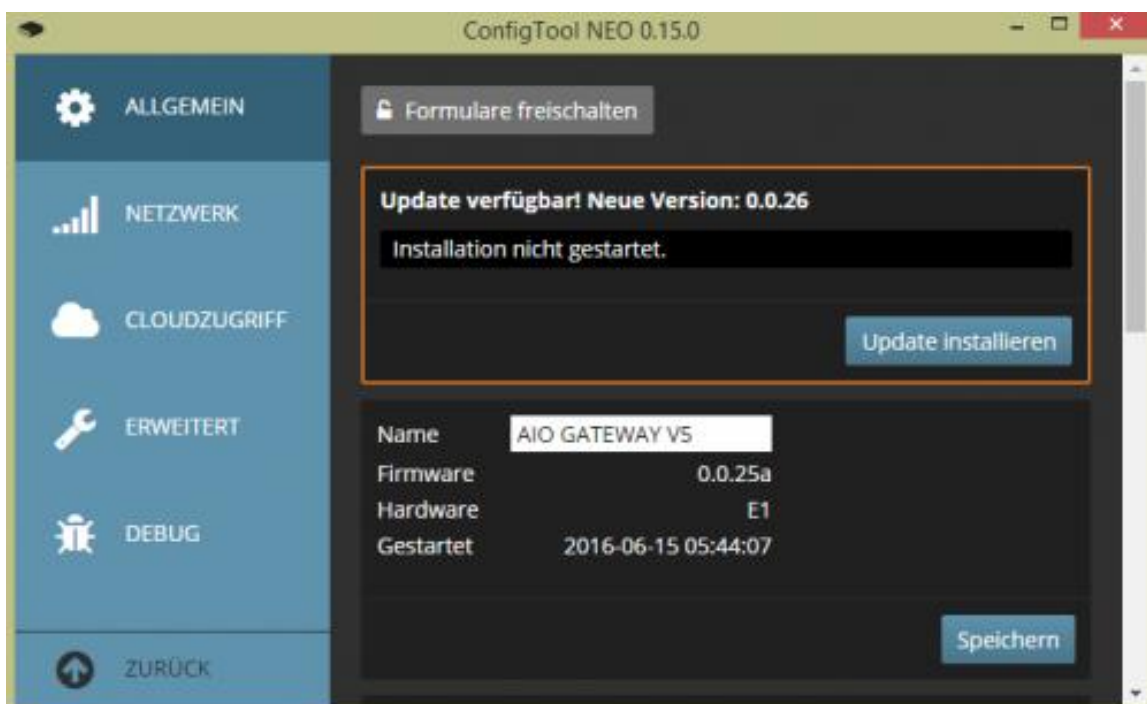 ConfigTool NEO 0.15.0
ALLGEMEIN
NETZWERK
CLOUDZUGRIFF
ERWEITERT
DEBUG
ZURÜCK
Formulare freischalten
Update verfügbar! Neue Version: 0.0.26
Installation nicht gestartet.
Update installieren
Name AIO GATEWAY V5
Firmware 0.0.25a
Hardware E1
Gestartet 2016-06-15 05:44:07
Speichern